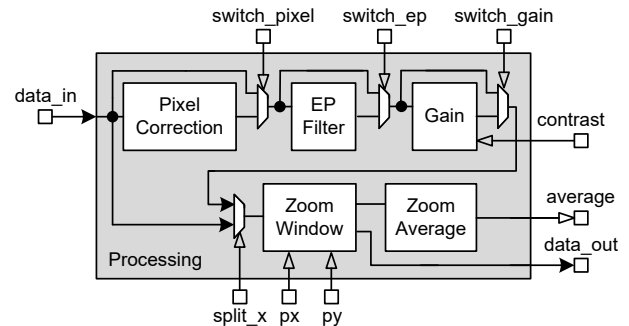 switch_pixel
switch_ep
switch_gain
data_in
Pixel
Correction
EP
Filter
Gain
contrast
Zoom
Window
Zoom
Average
average
data_out
Processing
split_x
px
py